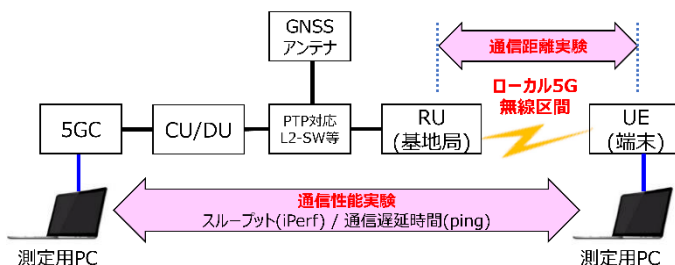 GNSS
アンテナ
通信距離実験
ローカル5G
無線区間
5GC
CU/DU
PTP対応
L2-SW等
RU
(基地局)
UE
(端末)
通信性能実験
スループット(iPerf) / 通信遅延時間(ping)
測定用PC
測定用PC